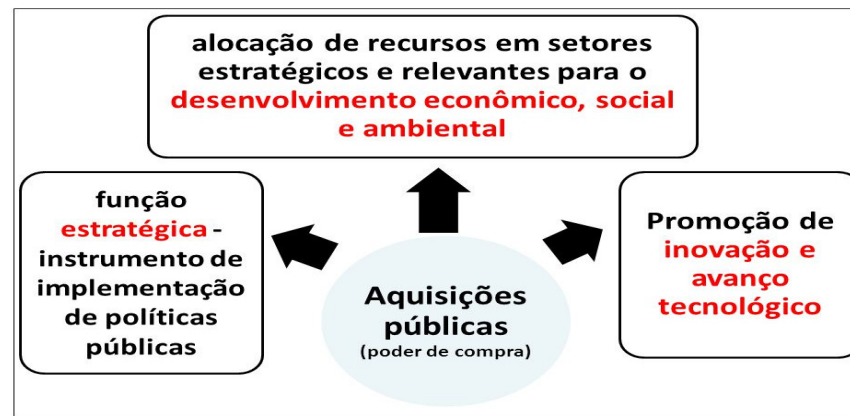 alocação de recursos em setores
estratégicos e relevantes para o
desenvolvimento econômico, social
e ambiental
função
estratégica -
instrumento de
implementação
de políticas
públicas
Aquisições
públicas
(poder de compra)
Promoção de
inovação e
avanço
tecnológico